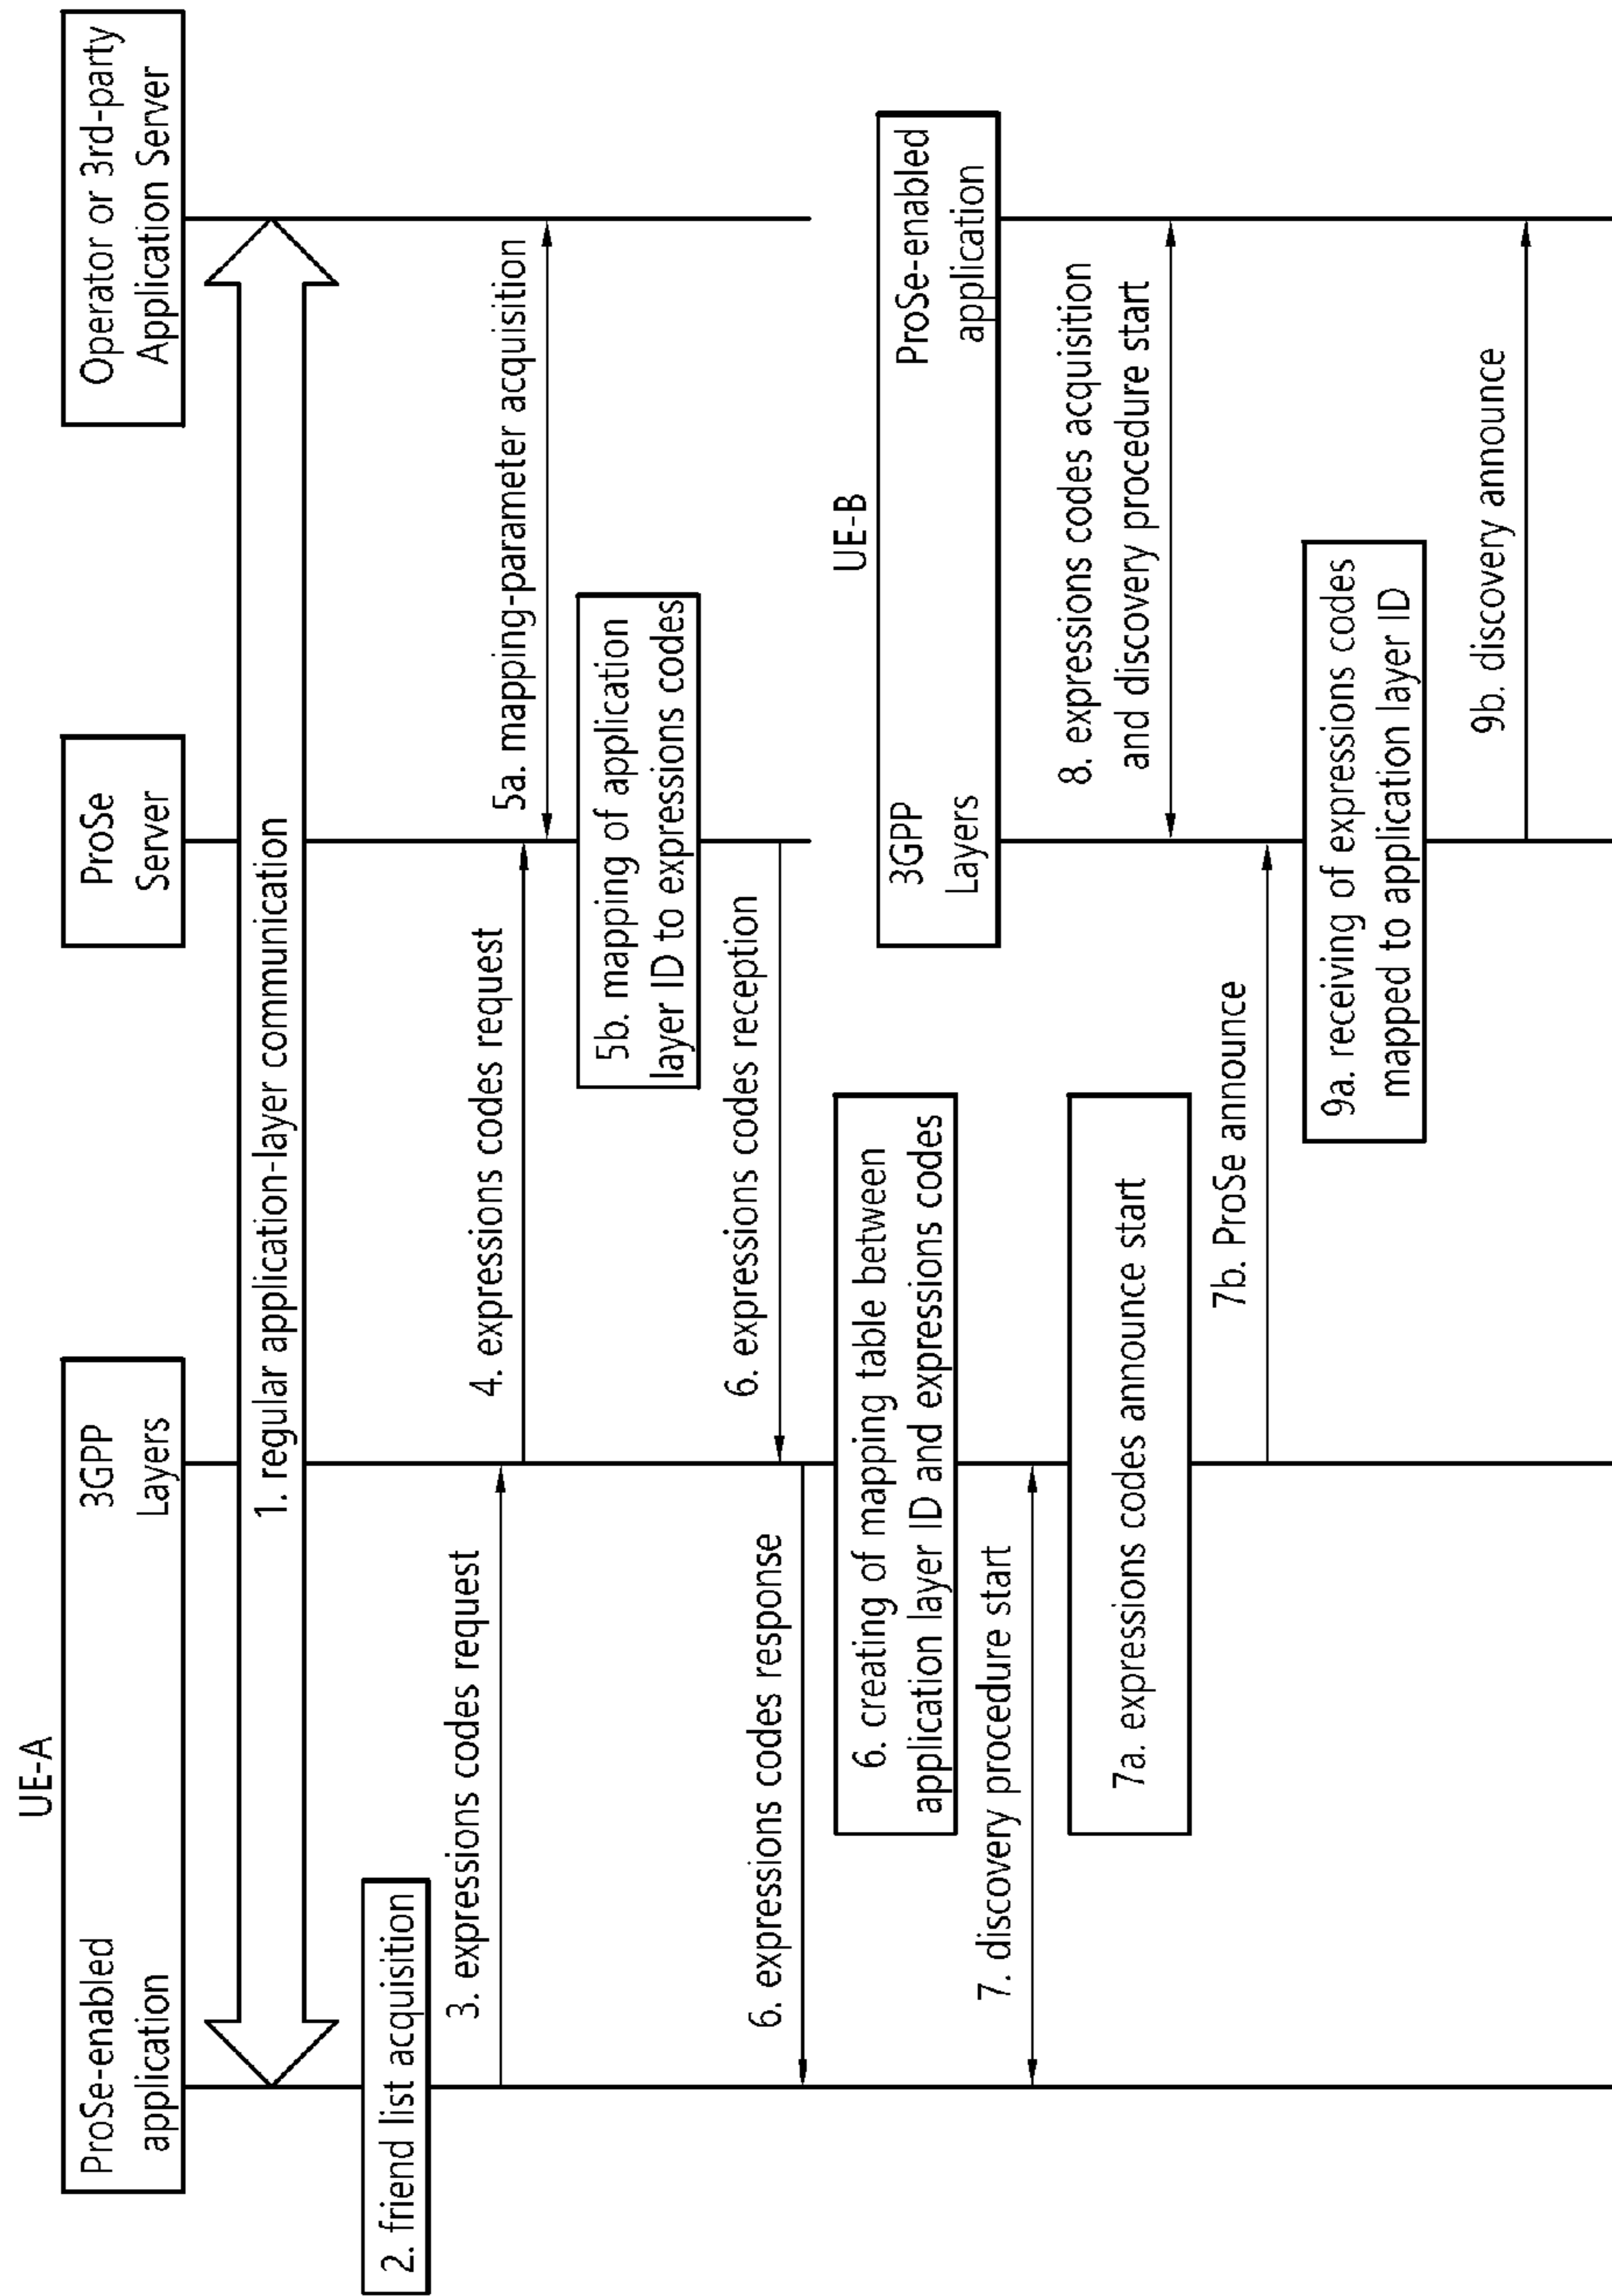 UE-A
ProSe-enabled
application
3GPP
Layers
ProSe
Server
Operator or 3rd-party
Application Server
1. regular application-layer communication
2. friend list acquisition
3. expressions codes request
4. expressions codes request
5a. mapping-parameter acquisition
5b. mapping of application
layer ID to expressions codes
6. expressions codes reception
6. expressions codes response
6. creating of mapping table between
application layer ID and expressions codes
UE-B
3GPP
Layers
ProSe-enabled
application
7. discovery procedure start
8. expressions codes acquisition
and discovery procedure start
7a. expressions codes announce start
7b. ProSe announce
9a. receiving of expressions codes
mapped to application layer ID
9b. discovery announce